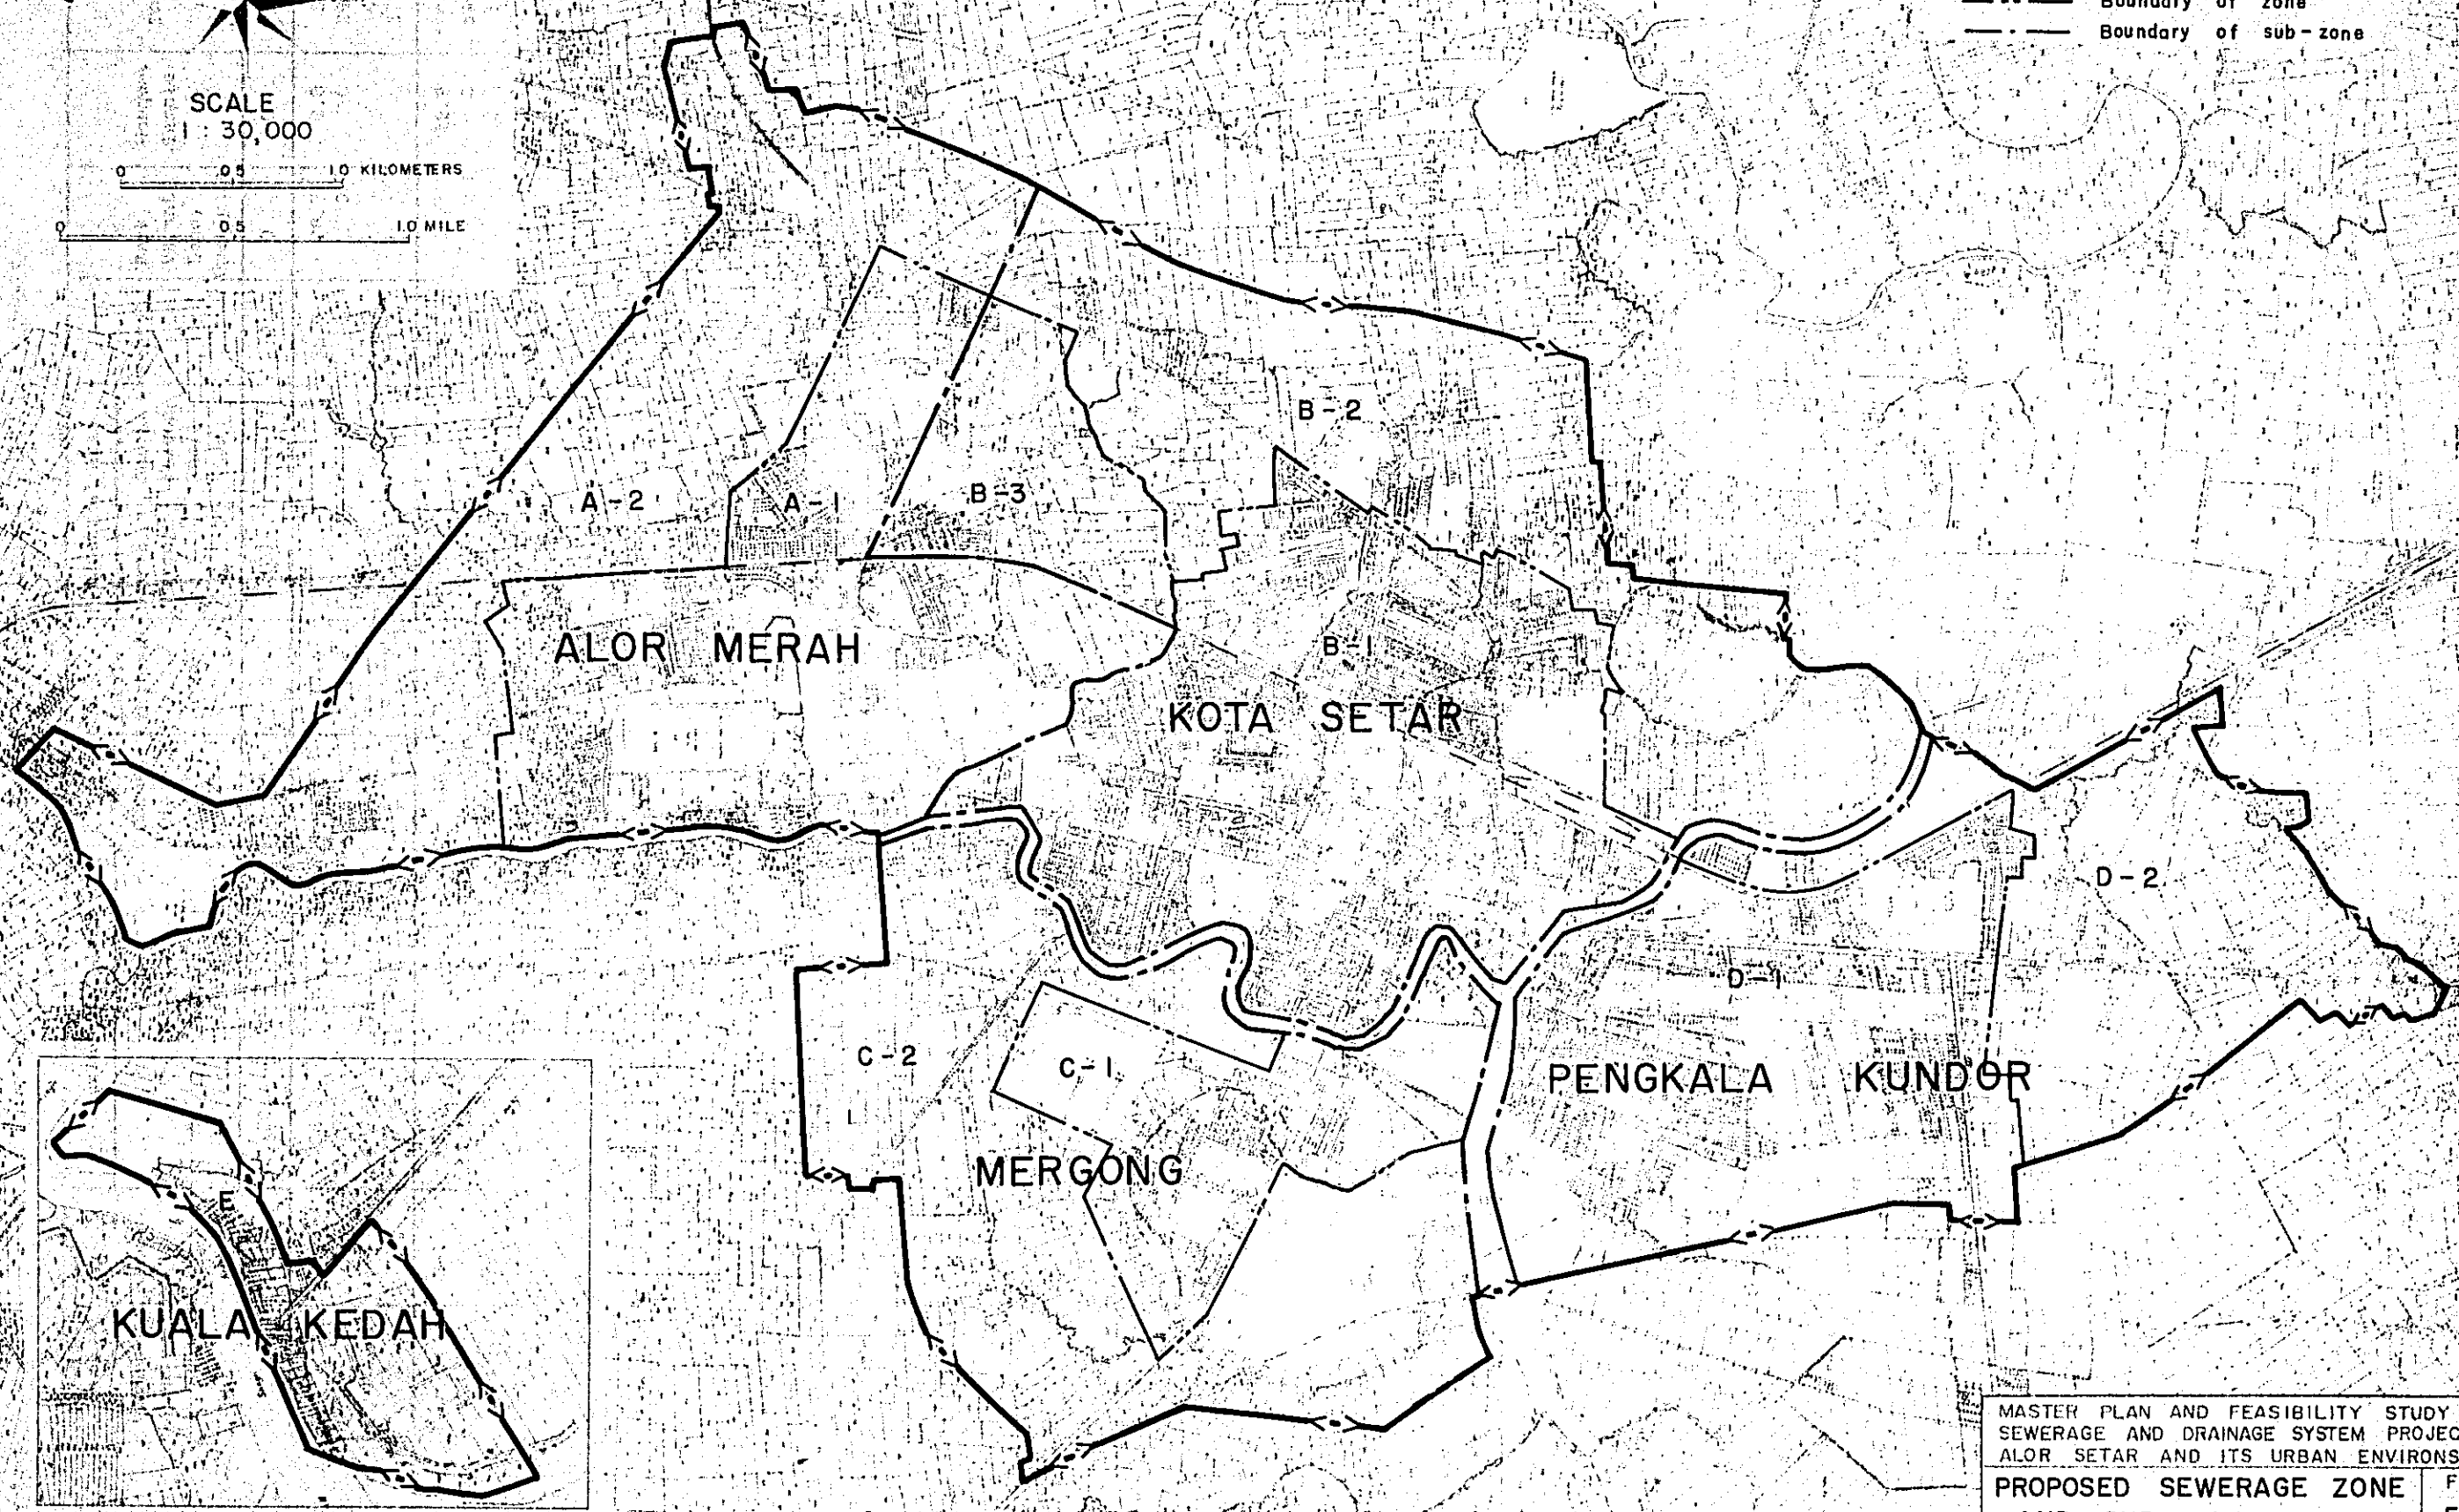 Boundary of zone
Boundary of sub-zone
SCALE
1 : 30,000
0 0.5 1.0 KILOMETERS
0 0.5 1.0 MILE
B-2
A-2
A-1
B-3
ALOR MERAH
B-1
KOTA SETAR
D-2
D-1
C-2
C-1
PENGKALA KUNDOR
MERGONG
E
KUALA KEDAH
MASTER PLAN AND FEASIBILITY STUDY
SEWERAGE AND DRAINAGE SYSTEM PROJEC
ALOR SETAR AND ITS URBAN ENVIRONS
PROPOSED SEWERAGE ZONE